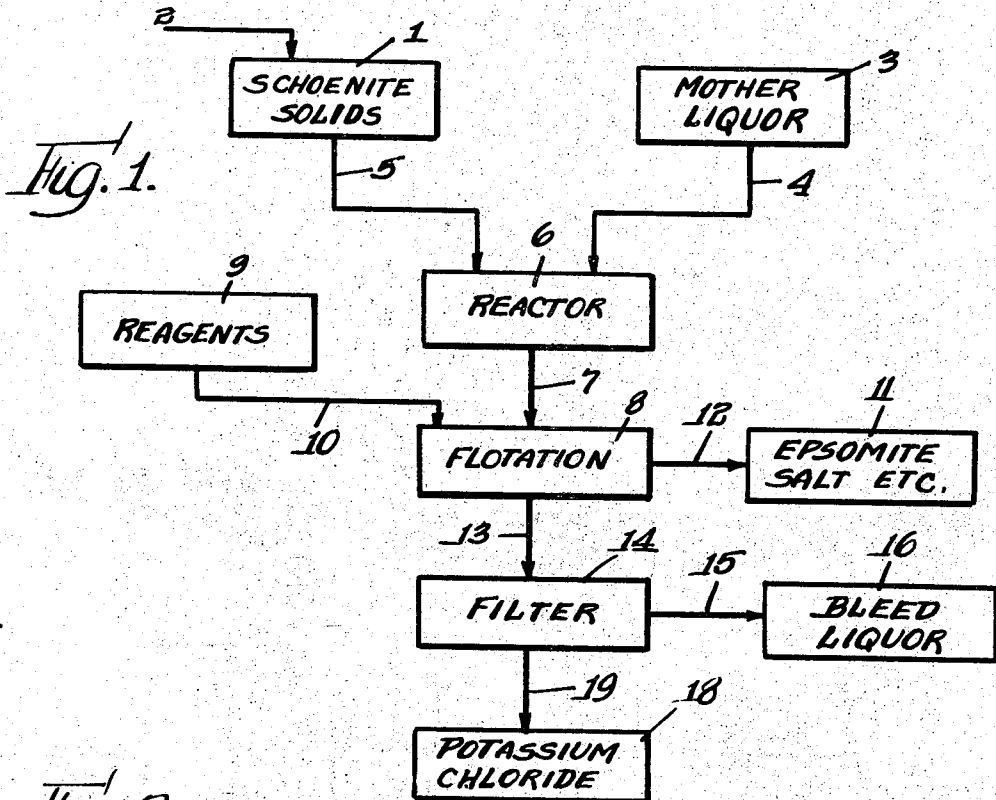 2
1
SCHOENITE
SOLIDS
3
MOTHER
LIQUOR
Fig. 1.
5
4
6
REACTOR
9
REAGENTS
7
10
8
FLOTATION
12
11
EPSOMITE
SALT ETC.
13
14
FILTER
15
16
BLEED
LIQUOR
19
18
POTASSIUM
CHLORIDE